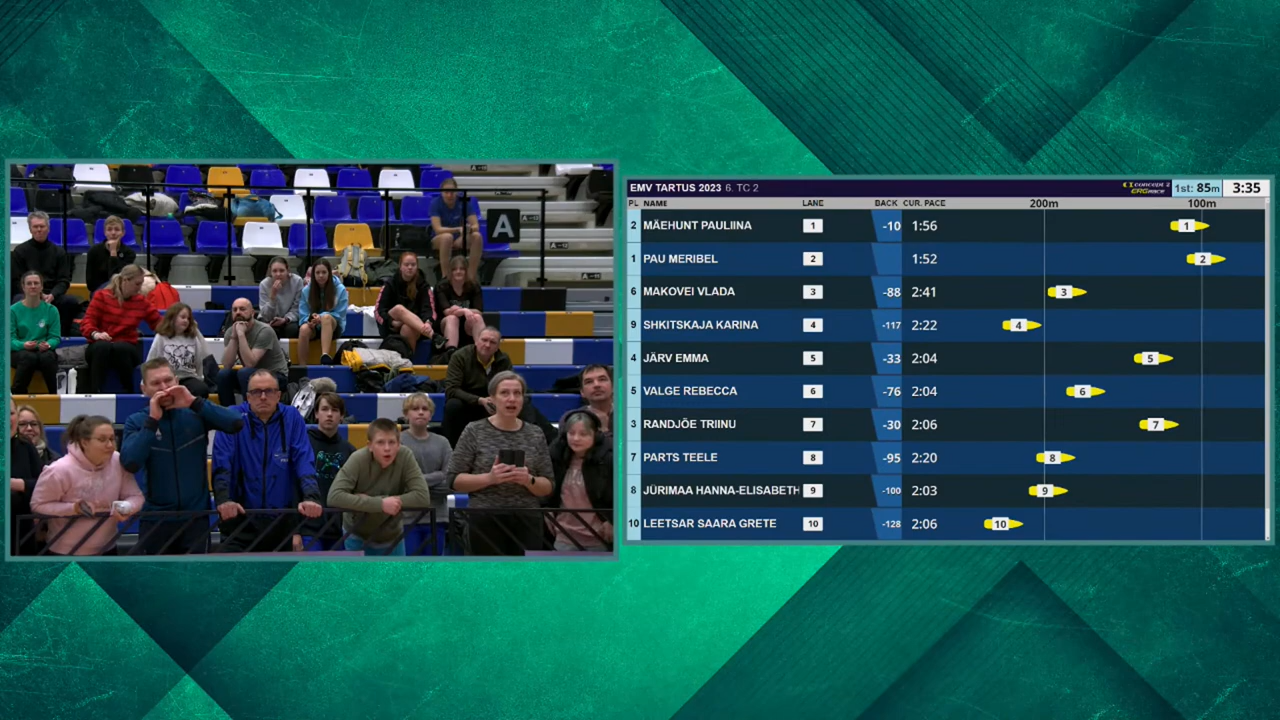 A
EMV TARTUS 2023 6. TC 2
CONCEPT 2
ERGRACE
1st: 85m
3:35
PL NAME LANE BACK CUR. PACE 200m 100m
2 MÄEHUNT PAULIINA 1 -10 1:56 1
1 PAU MERIBEL 2 1:52 2
6 MAKOVEI VLADA 3 -88 2:41 3
9 SHKITSKAJA KARINA 4 -117 2:22 4
4 JÄRV EMMA 5 -33 2:04 5
5 VALGE REBECCA 6 -76 2:04 6
3 RANDJÕE TRIINU 7 -30 2:06 7
7 PARTS TEELE 8 -95 2:20 8
8 JÜRIMAA HANNA-ELISABETH 9 -100 2:03 9
10 LEETSAR SAARA GRETE 10 -128 2:06 10